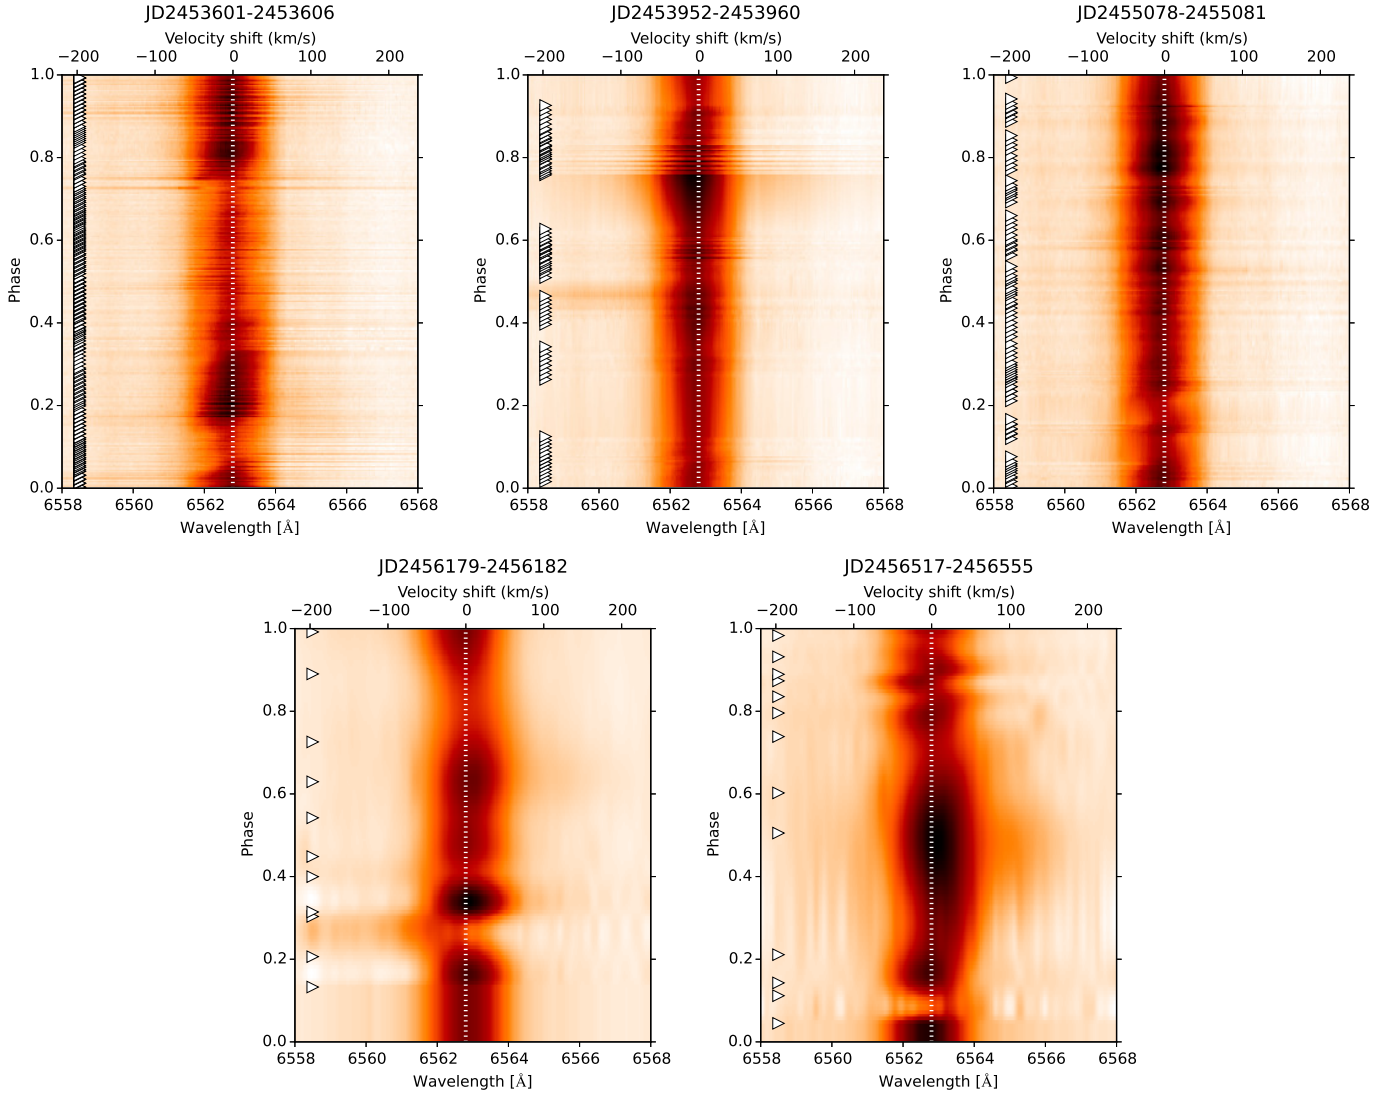 JD2453601-2453606
Velocity shift (km/s)
−200 −100 0 100 200
1.0
0.8
0.6
0.4
0.2
0.0
Phase
6558 6560 6562 6564 6566 6568
Wavelength [Å]
JD2453952-2453960
Velocity shift (km/s)
−200 −100 0 100 200
1.0
0.8
0.6
0.4
0.2
0.0
Phase
6558 6560 6562 6564 6566 6568
Wavelength [Å]
JD2455078-2455081
Velocity shift (km/s)
−200 −100 0 100 200
1.0
0.8
0.6
0.4
0.2
0.0
Phase
6558 6560 6562 6564 6566 6568
Wavelength [Å]
JD2456179-2456182
Velocity shift (km/s)
−200 −100 0 100 200
1.0
0.8
0.6
0.4
0.2
0.0
Phase
6558 6560 6562 6564 6566 6568
Wavelength [Å]
JD2456517-2456555
Velocity shift (km/s)
−200 −100 0 100 200
1.0
0.8
0.6
0.4
0.2
0.0
Phase
6558 6560 6562 6564 6566 6568
Wavelength [Å]